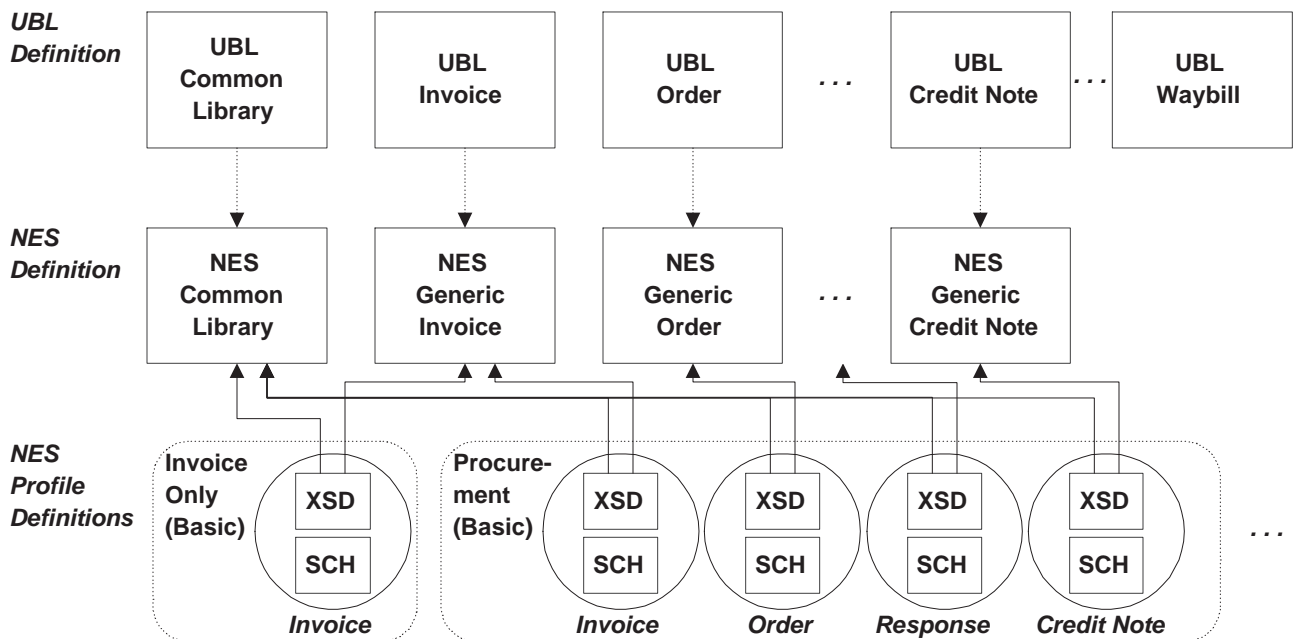 UBL
Definition
UBL
Common
Library
UBL
Invoice
UBL
Order
. . .
UBL
Credit Note
. . .
UBL
Waybill
NES
Definition
NES
Common
Library
NES
Generic
Invoice
NES
Generic
Order
. . .
NES
Generic
Credit Note
NES
Profile
Definitions
Invoice
Only
(Basic)
XSD
SCH
Invoice
Procure-
ment
(Basic)
XSD
SCH
Invoice
XSD
SCH
Order
XSD
SCH
Response
XSD
SCH
Credit Note
. . .